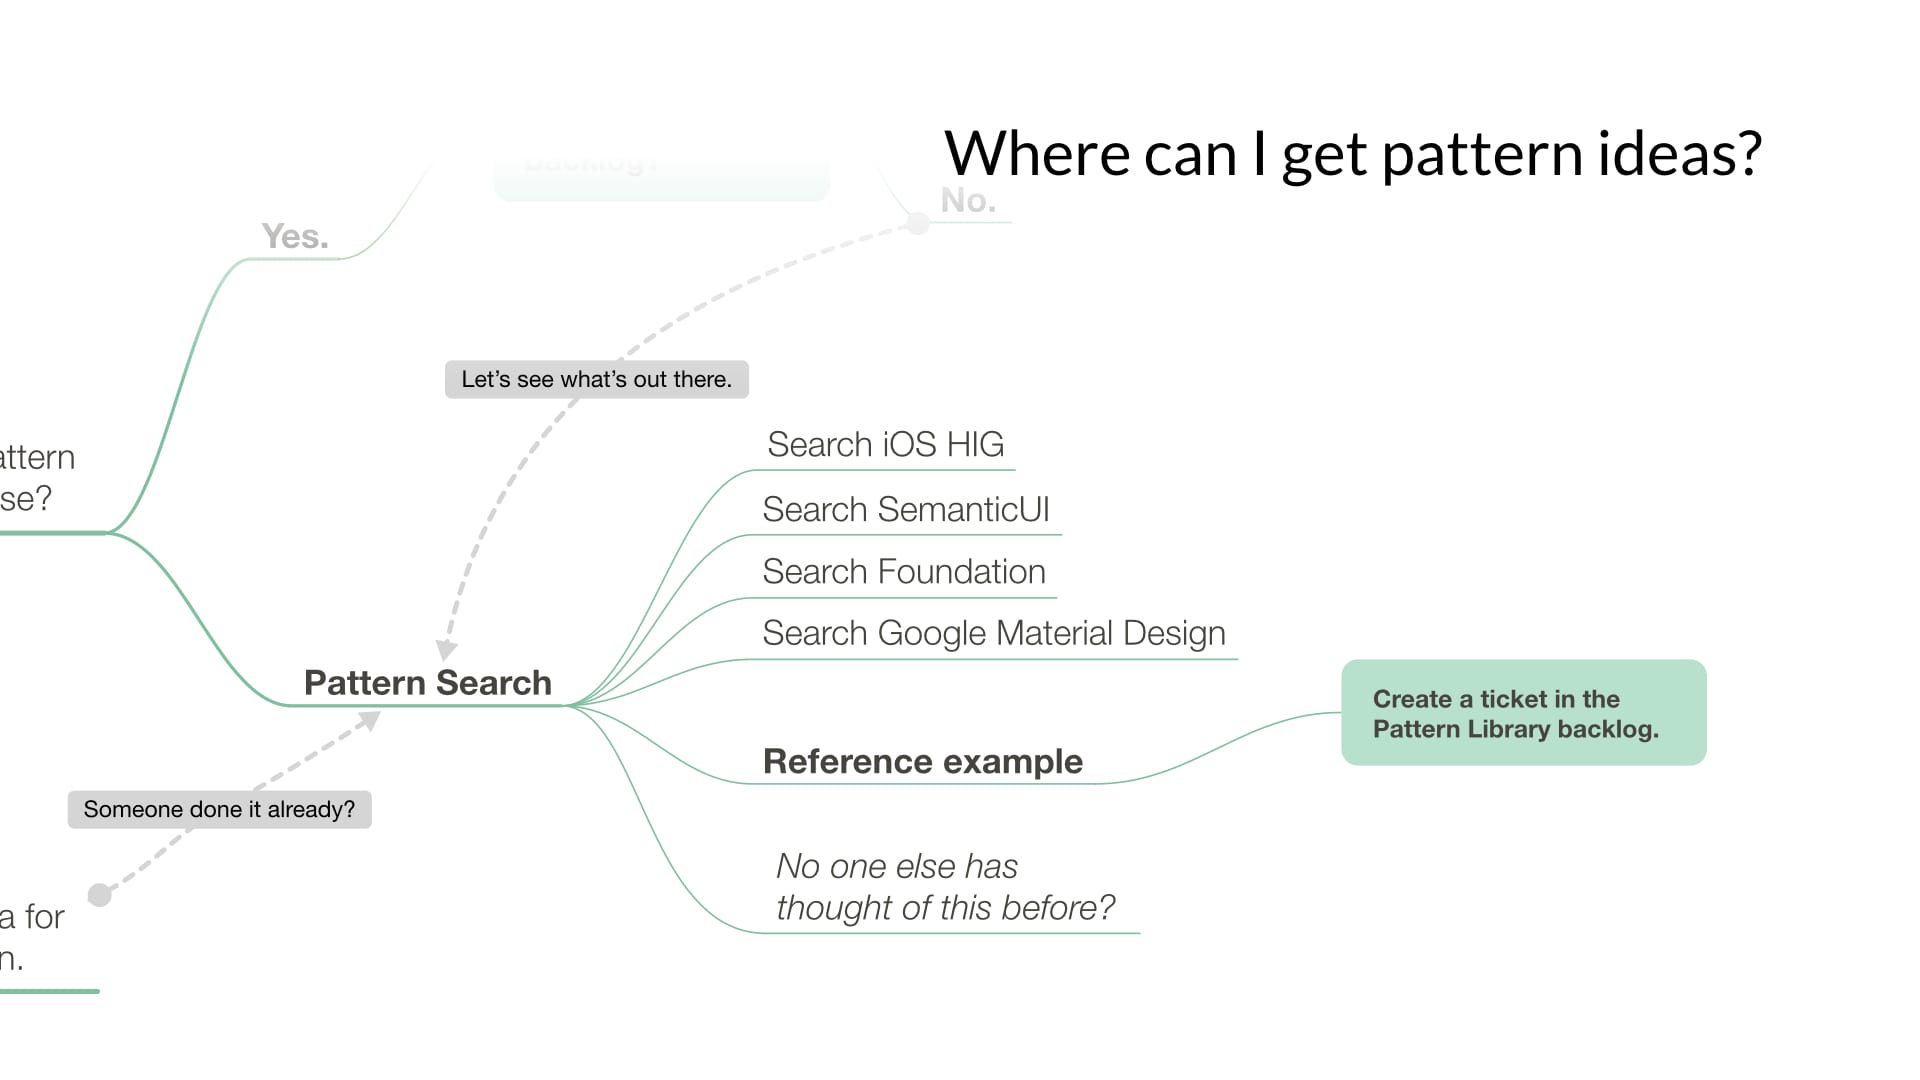 Where can I get pattern ideas?
backlog?
No.
Yes.
Let's see what's out there.
attern
se?
Search iOS HIG
Search SemanticUI
Search Foundation
Search Google Material Design
Pattern Search
Create a ticket in the
Pattern Library backlog.
Reference example
Someone done it already?
No one else has
thought of this before?
a for
n.